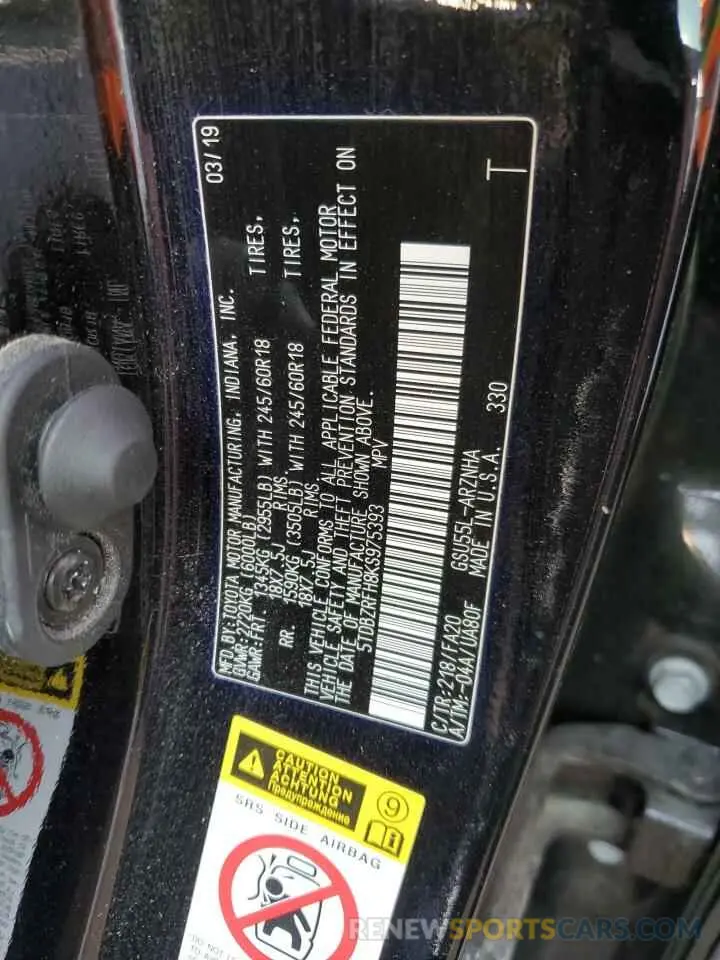 MFD. BY: TOYOTA MOTOR MANUFACTURING, INDIANA, INC. 03/19
GVWR-2720KG (6000LB)
GAWR-FRT. 1345KG (2955LB) WITH 245/60R18 TIRES,
18X7.5J RIMS
RR. 1590KG (3505LB) WITH 245/60R18 TIRES,
18X7.5J RIMS
THIS VEHICLE CONFORMS TO ALL APPLICABLE FEDERAL MOTOR
VEHICLE SAFETY AND THEFT PREVENTION STANDARDS IN EFFECT ON
THE DATE OF MANUFACTURE SHOWN ABOVE.
5TDBZRFH8KS975393 MPV
C/TR:218/FA20 GSU55L-ARZNHA T
A/TM:-04A/UA80F MADE IN U.S.A. 330
CAUTION
ATTENTION
ACHTUNG
Предупреждение
9
SRS SIDE AIRBAG
RENEWSPORTSCARS.COM